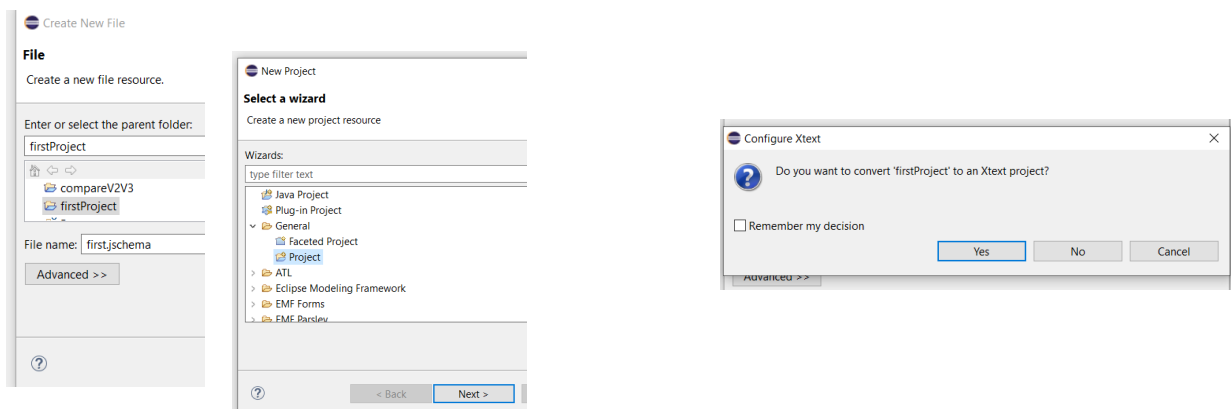 Create New File
File
Create a new file resource.
Enter or select the parent folder:
firstProject
compareV2V3
firstProject
File name: first.jschema
Advanced >>
New Project
Select a wizard
Create a new project resource
Wizards:
type filter text
Java Project
Plug-in Project
General
Faceted Project
Project
ATL
Eclipse Modeling Framework
EMF Forms
EMF Parsley
< Back Next >
Configure Xtext
Do you want to convert 'firstProject' to an Xtext project?
Remember my decision
Yes No Cancel
Advanced >>